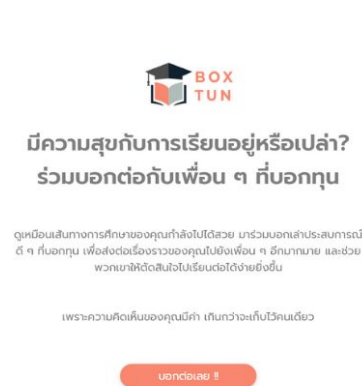 BOX
TUN
มีความสุขกับการเรียนอยู่หรือเปล่า?
ร่วมบอกต่อกับเพื่อน ๆ ที่บอกทุน
ดูเหมือนเส้นทางการศึกษาของคุณกำลังไปได้สวย มาร่วมบอกเล่าประสบการณ์
ดี ๆ ที่บอกทุน เพื่อส่งต่อเรื่องราวของคุณไปยังเพื่อน ๆ อีกมากมาย และช่วย
พวกเขาให้ตัดสินใจไปเรียนต่อได้ง่ายยิ่งขึ้น
เพราะความคิดเห็นของคุณมีค่า เกินกว่าจะเก็บไว้คนเดียว
บอกต่อเลย !!